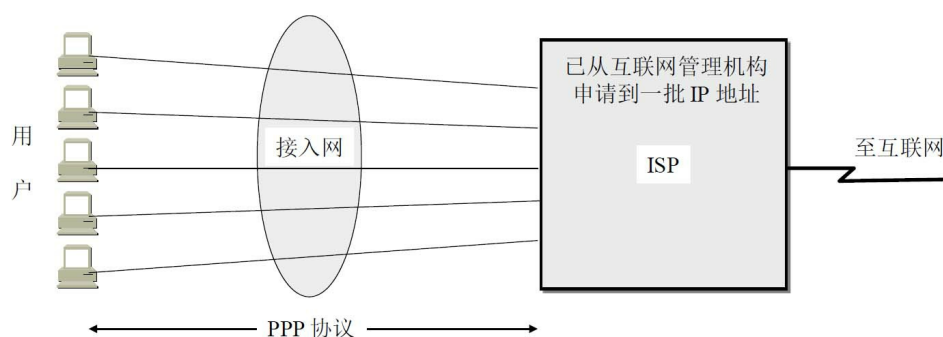 已从互联网管理机构
申请到一批 IP 地址
用
户
接入网
ISP
至互联网
PPP 协议